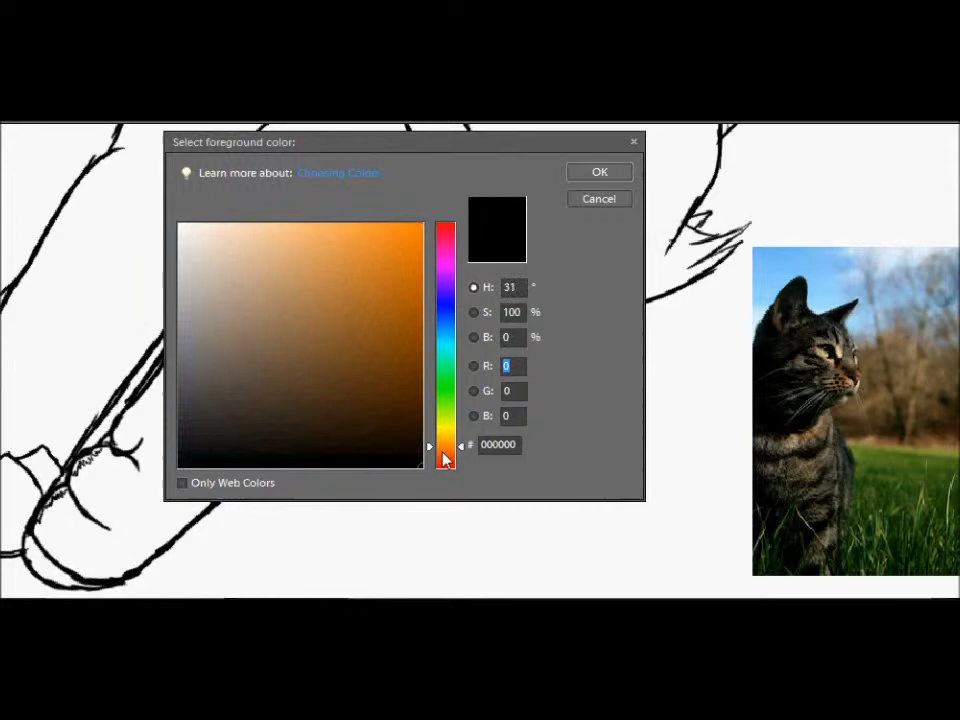 Select foreground color:
Learn more about: Choosing Colors
OK
Cancel
H: 31 °
S: 100 %
B: 0 %
R: 0
G: 0
B: 0
# 000000
Only Web Colors